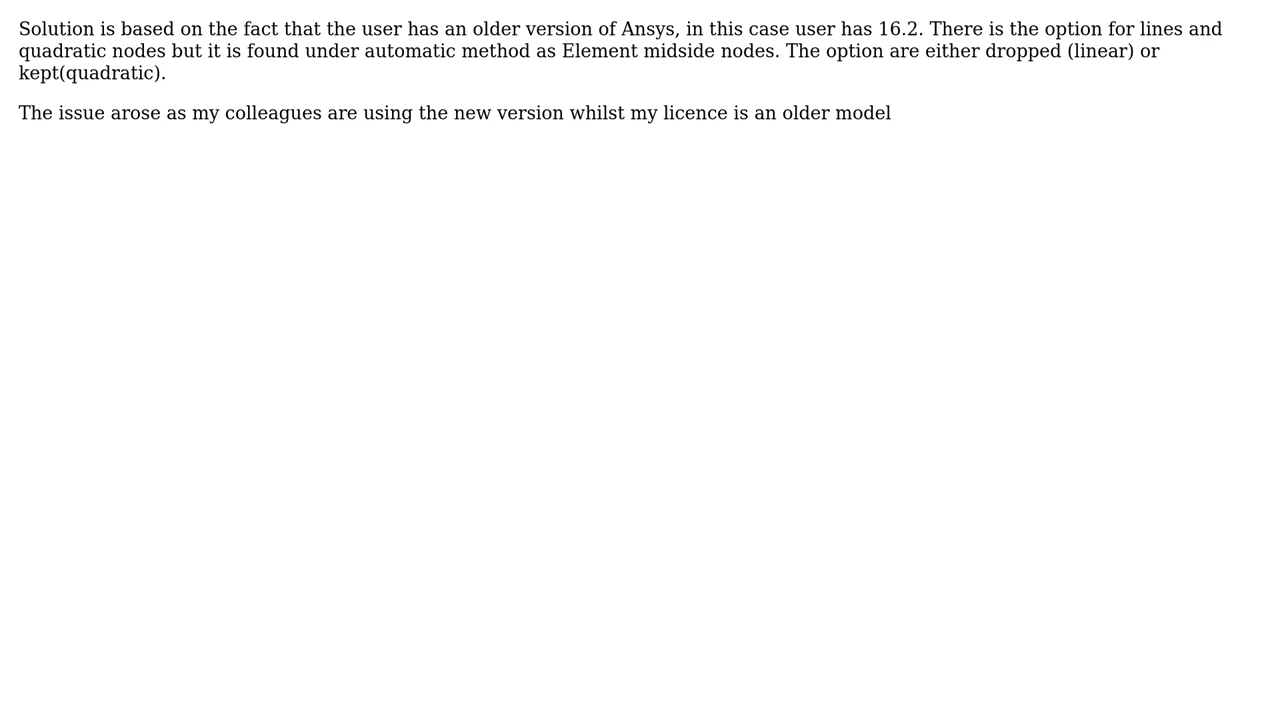 Solution is based on the fact that the user has an older version of Ansys, in this case user has 16.2. There is the option for lines and
quadratic nodes but it is found under automatic method as Element midside nodes. The option are either dropped (linear) or
kept(quadratic).
The issue arose as my colleagues are using the new version whilst my licence is an older model